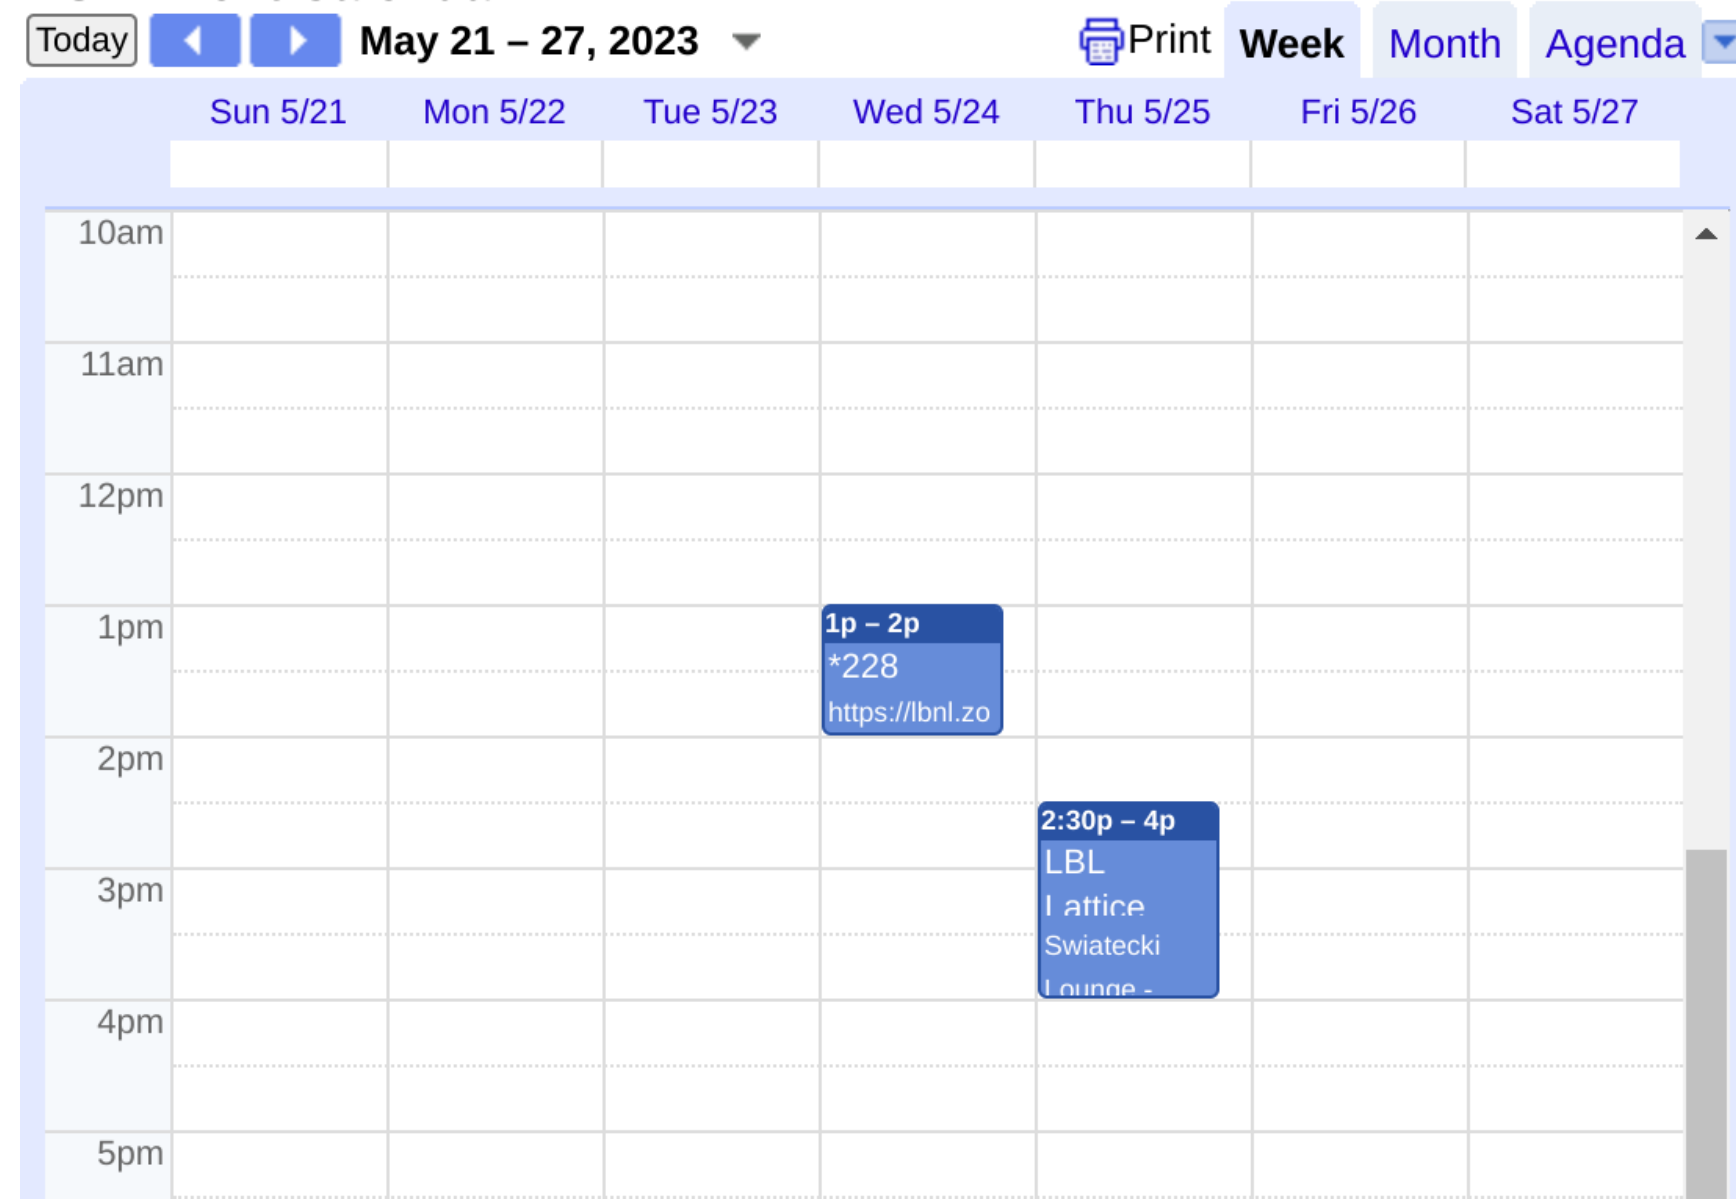 Today
May 21 – 27, 2023
Print
Week
Month
Agenda
Sun 5/21
Mon 5/22
Tue 5/23
Wed 5/24
Thu 5/25
Fri 5/26
Sat 5/27
10am
11am
12pm
1pm
1p – 2p
*228
https://lbnl.zo
2pm
2:30p – 4p
LBL
Lattice
Swiatecki
Lounge -
3pm
4pm
5pm